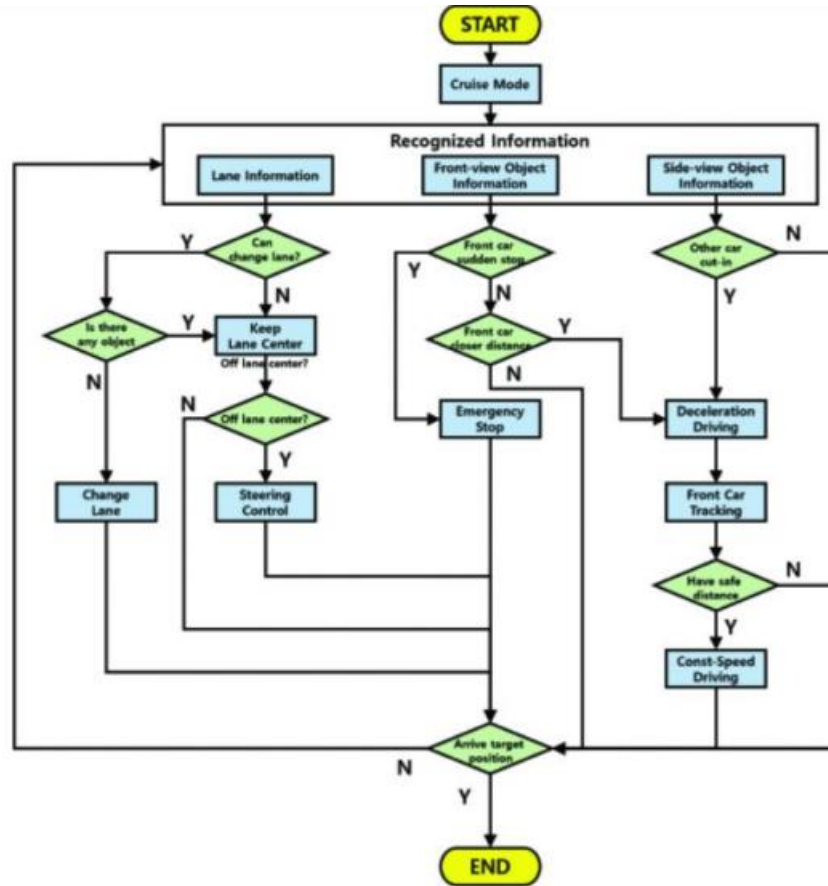 START
Cruise Mode
Recognized Information
Lane Information
Front-view Object
Information
Side-view Object
Information
Y
Can
change lane?
N
Front car
sudden stop
Y
N
Other car
cut-in
N
Y
Is there
any object
Y
N
Keep
Lane Center
Off lane center?
Front car
closer distance
Y
N
N
Off lane center?
Y
Emergency
Stop
Deceleration
Driving
Change
Lane
Steering
Control
Front Car
Tracking
Have safe
distance
N
Y
Const-Speed
Driving
Arrive target
position
N
Y
END